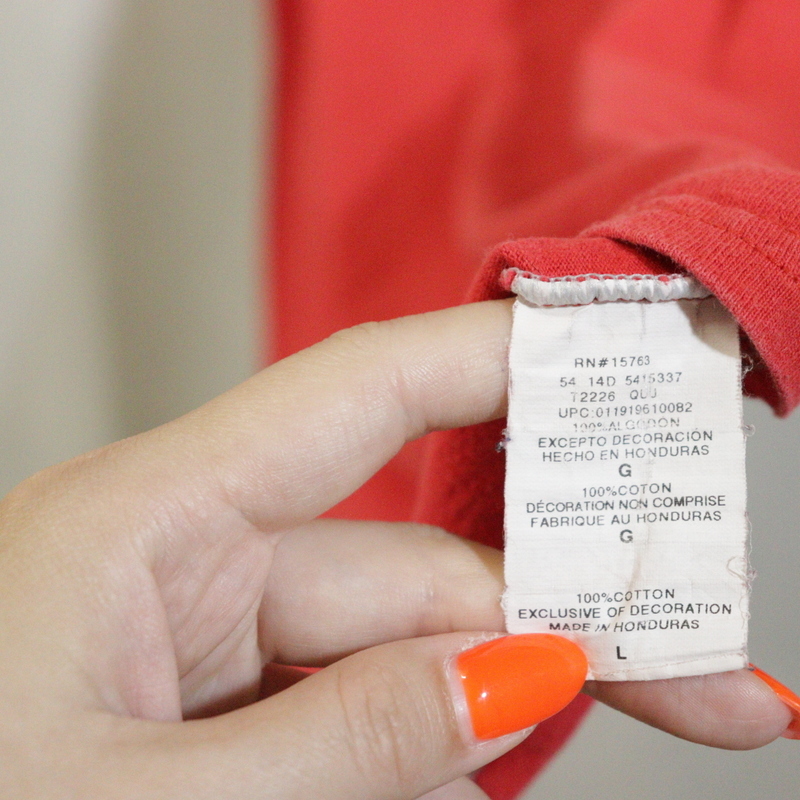 RN#15763
54 14D 5415337
T2226
UPC:011919610082
100%ALGODON
EXCEPTO DECORACIÓN
HECHO EN HONDURAS
G
100%COTON
DÉCORATION NON COMPRISE
FABRIQUE AU HONDURAS
G
100%COTTON
EXCLUSIVE OF DECORATION
MADE IN HONDURAS
L